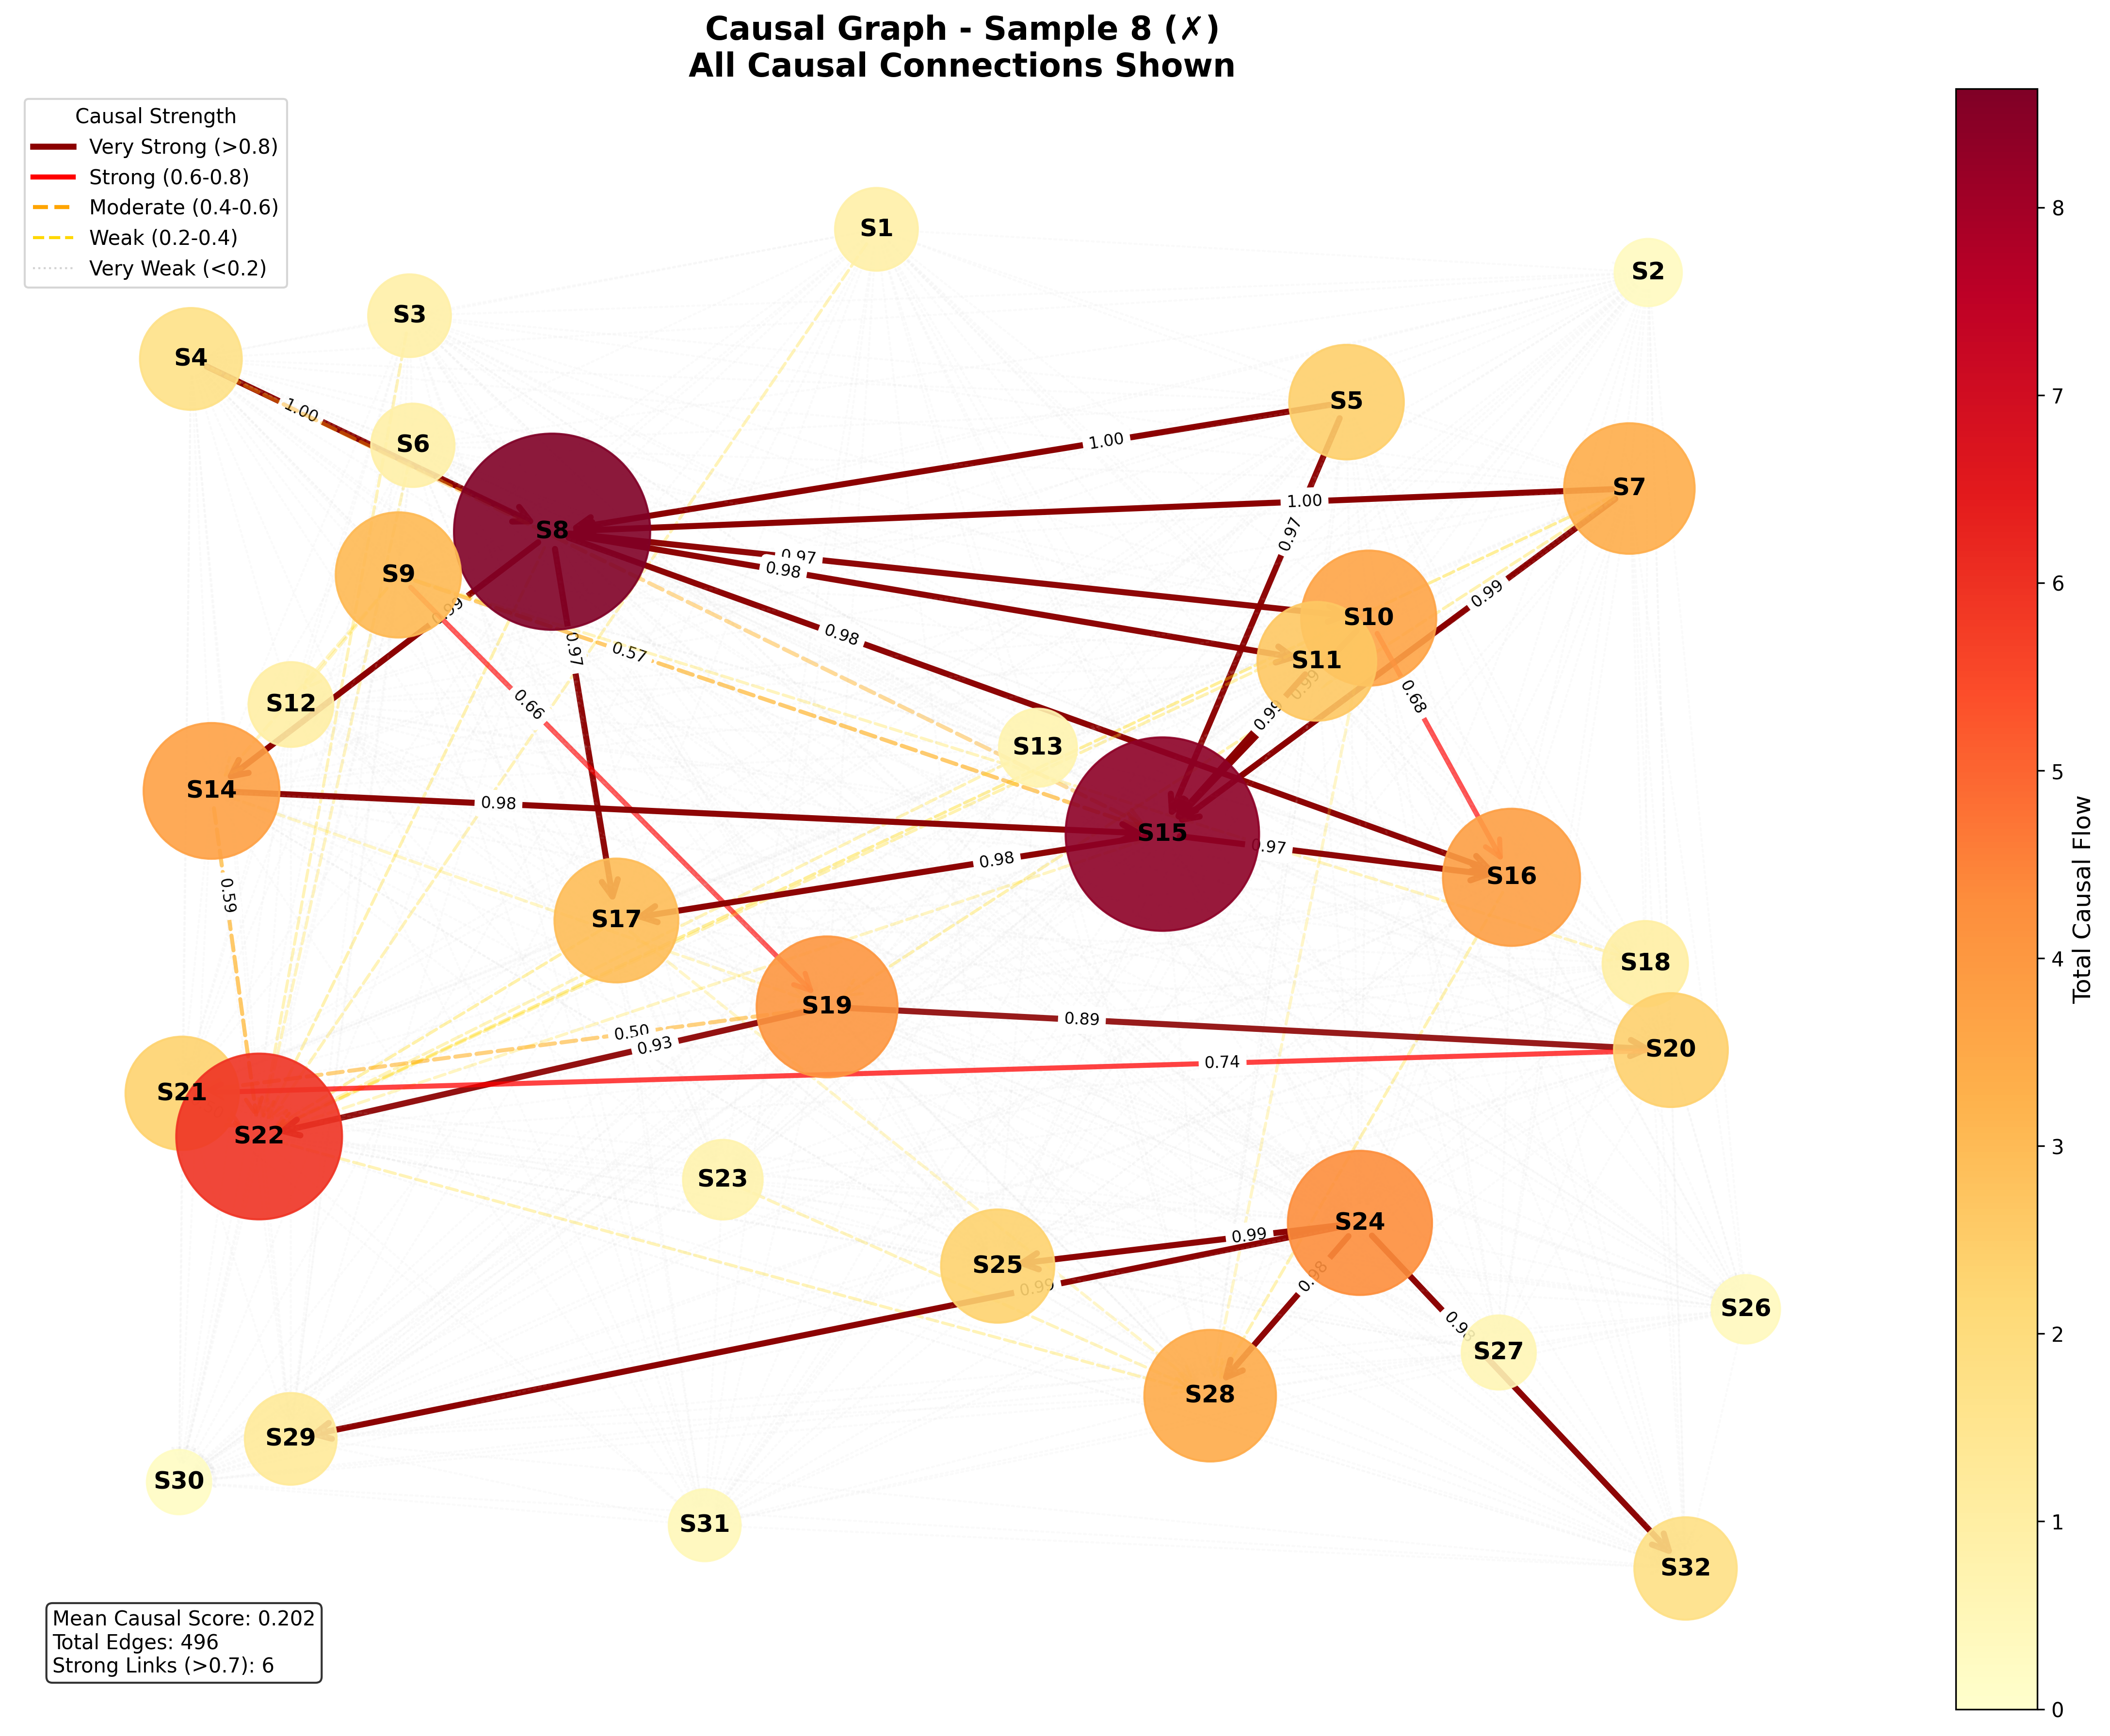 Causal Graph - Sample 8 (✗)
All Causal Connections Shown
Causal Strength
Very Strong (>0.8)
Strong (0.6-0.8)
Moderate (0.4-0.6)
Weak (0.2-0.4)
Very Weak (<0.2)
S1
S2
S3
S4
S5
1.00
S6
1.00
S7
1.00
S8
0.97
0.97
0.98
S9
0.99
0.99
S10
0.98
0.97
0.57
S11
0.99
0.99
0.68
S12
0.66
S13
S14
0.98
S15
0.97
0.98
S16
0.59
S17
S18
S19
0.89
0.50
0.93
S20
0.74
S21
S22
S23
S24
0.99
S25
0.98
0.99
S26
S27
S28
S29
S30
S31
S32
8
7
6
5
4
3
2
1
0
Total Causal Flow
Mean Causal Score: 0.202
Total Edges: 496
Strong Links (>0.7): 6